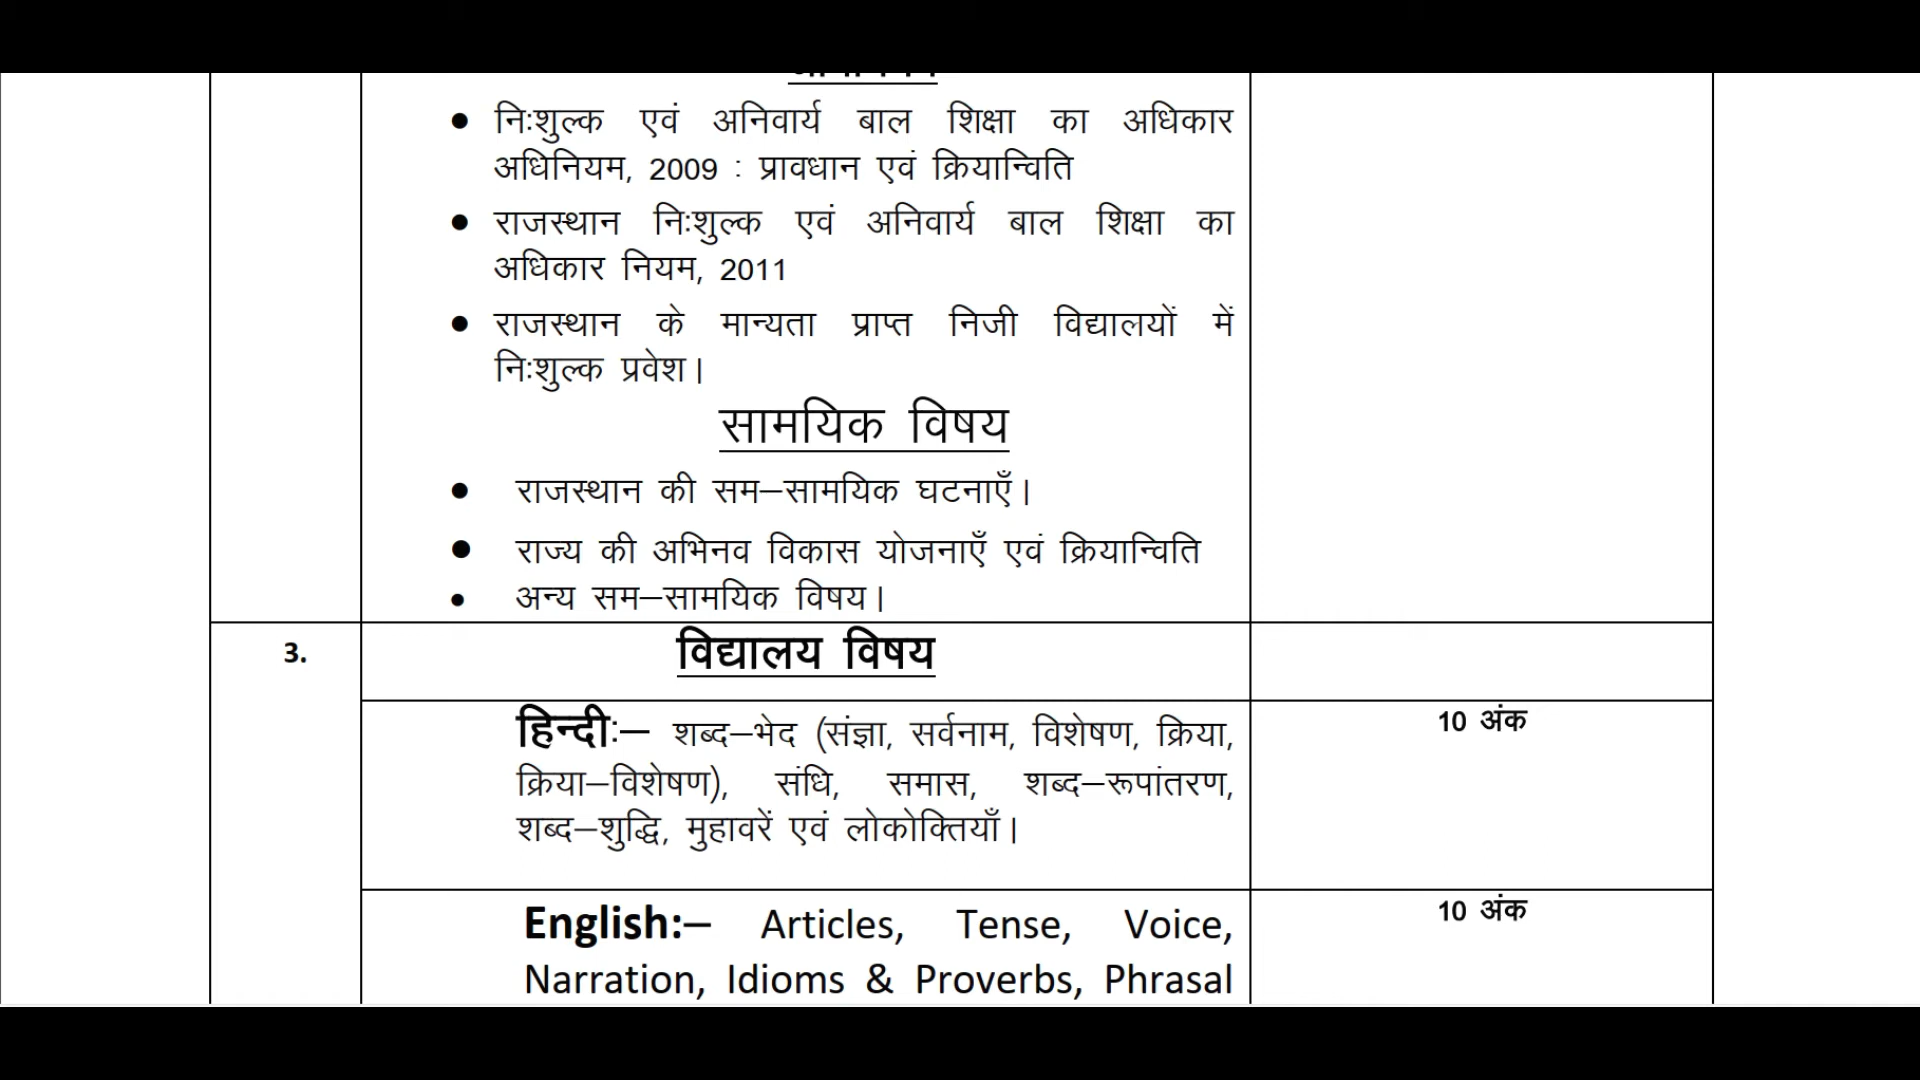 • निःशुल्क एवं अनिवार्य बाल शिक्षा का अधिकार
अधिनियम, 2009 : प्रावधान एवं क्रियान्विति
• राजस्थान निःशुल्क एवं अनिवार्य बाल शिक्षा का
अधिकार नियम, 2011
• राजस्थान के मान्यता प्राप्त निजी विद्यालयों में
निःशुल्क प्रवेश।
सामयिक विषय
• राजस्थान की सम–सामयिक घटनाएँ।
• राज्य की अभिनव विकास योजनाएँ एवं क्रियान्विति
• अन्य सम–सामयिक विषय।
3. विद्यालय विषय
हिन्दीः– शब्द–भेद (संज्ञा, सर्वनाम, विशेषण, क्रिया,
10 अंक
क्रिया–विशेषण), संधि, समास, शब्द–रूपांतरण,
शब्द–शुद्धि, मुहावरें एवं लोकोक्तियाँ।
English:– Articles, Tense, Voice,
10 अंक
Narration, Idioms & Proverbs, Phrasal